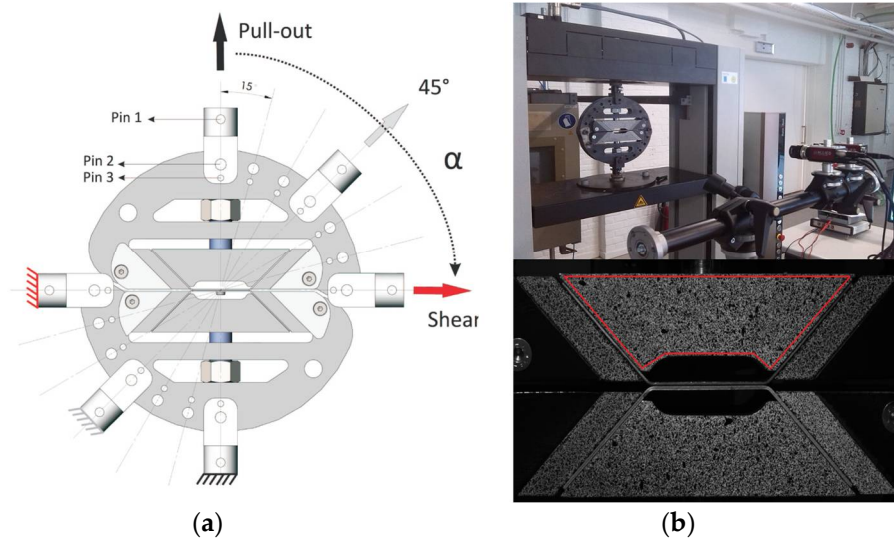 Pull-out
15°
45°
Pin 1
α
Pin 2
Pin 3
Shear
(a)
(b)